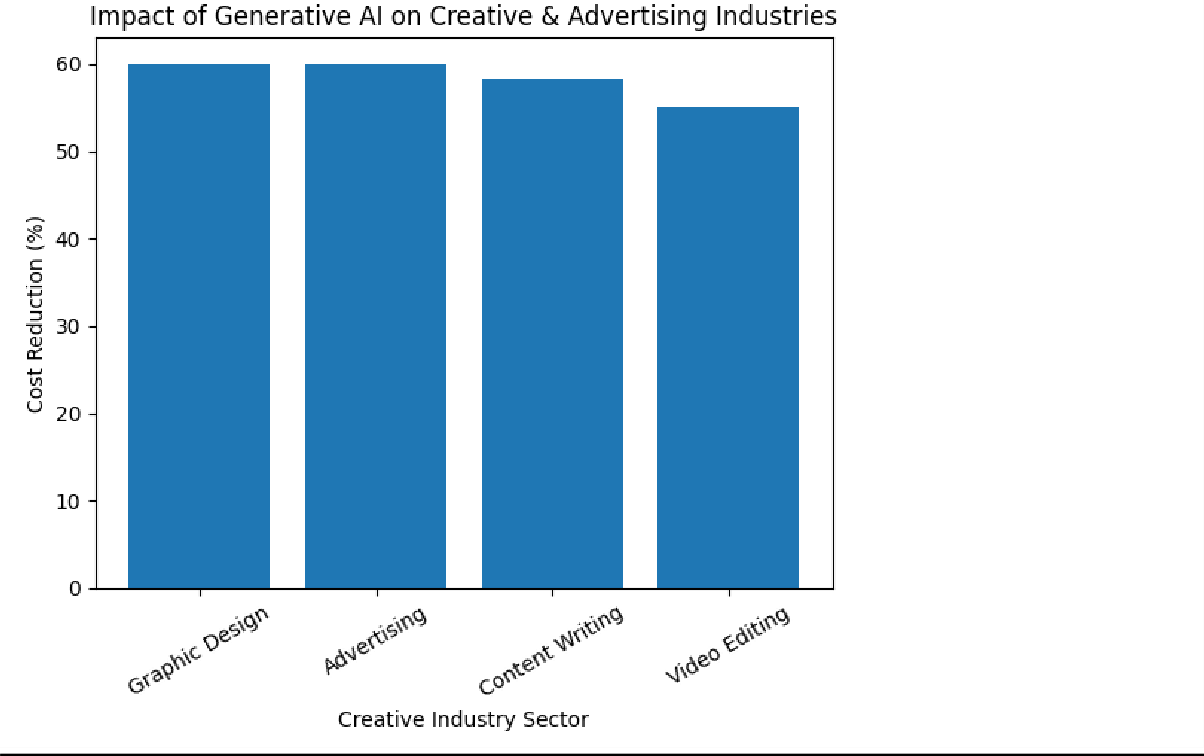 Impact of Generative AI on Creative & Advertising Industries
Cost Reduction (%)
60
50
40
30
20
10
0
Graphic Design
Advertising
Content Writing
Video Editing
Creative Industry Sector